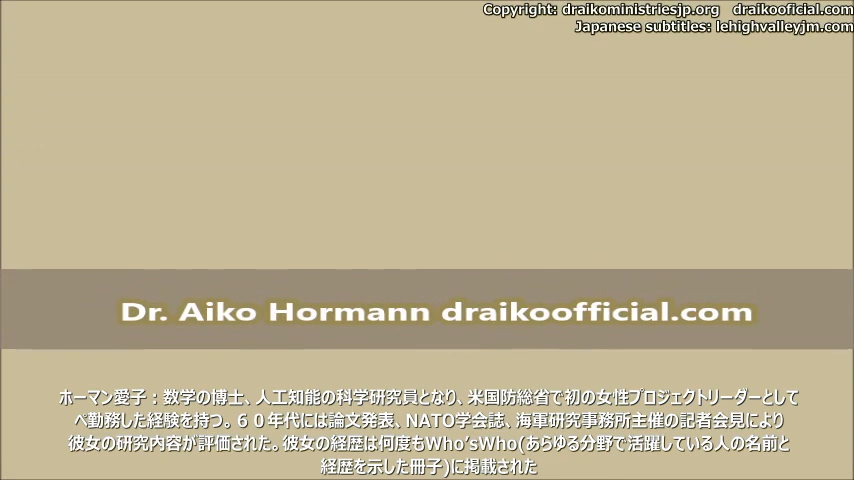 Copyright: draikoministriesjp.org draikooficial.com
Japanese subtitles: lehighvalleyjm.com
Dr. Aiko Hormann draikoofficial.com
ホーマン愛子：数学の博士、人工知能の科学研究員となり、米国防総省で初の女性プロジェクトリーダーとして
べ勤務した経験を持つ。６０年代には論文発表、NATO学会誌、海軍研究事務所主催の記者会見により
彼女の研究内容が評価された。彼女の経歴は何度もWho'sWho(あらゆる分野で活躍している人の名前と
経歴を示した冊子)に掲載された